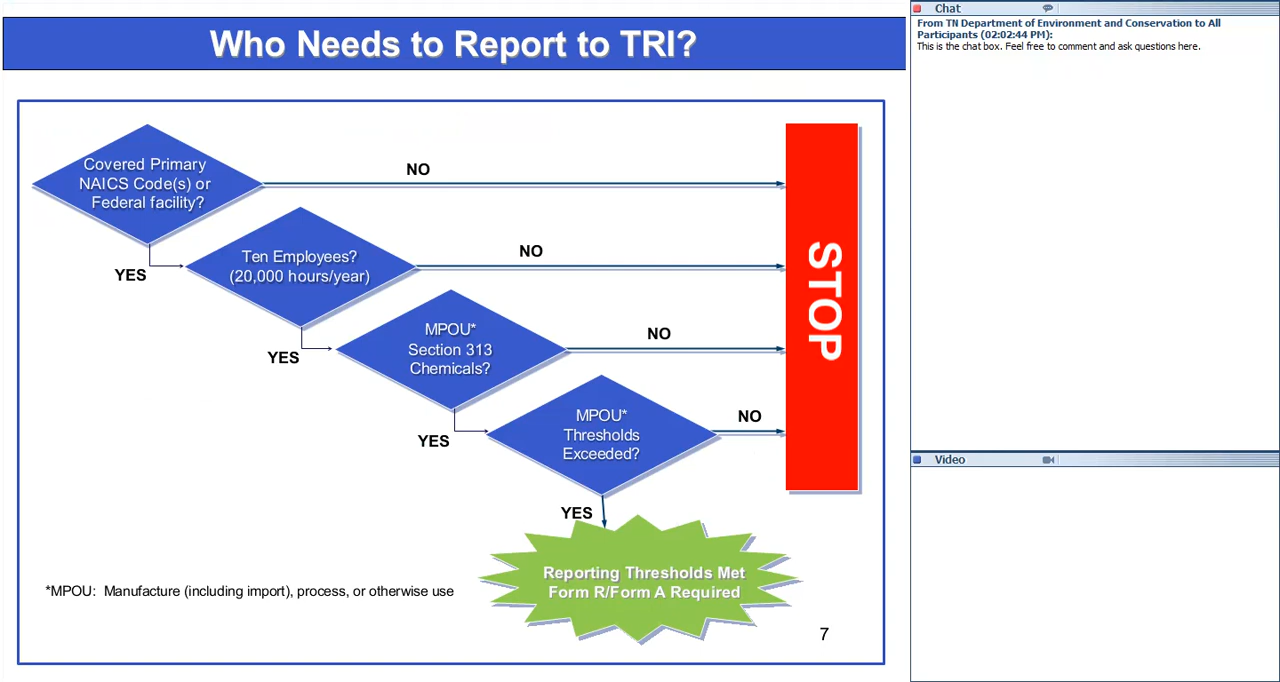 Who Needs to Report to TRI?
Covered Primary
NAICS Code(s) or
Federal facility?
NO
YES
Ten Employees?
(20,000 hours/year)
NO
YES
MPOU*
Section 313
Chemicals?
NO
YES
MPOU*
Thresholds
Exceeded?
NO
YES
STOP
Reporting Thresholds Met
Form R/Form A Required
*MPOU:  Manufacture (including import), process, or otherwise use
7
Chat
From TN Department of Environment and Conservation to All
Participants (02:02:44 PM):
This is the chat box. Feel free to comment and ask questions here.
Video